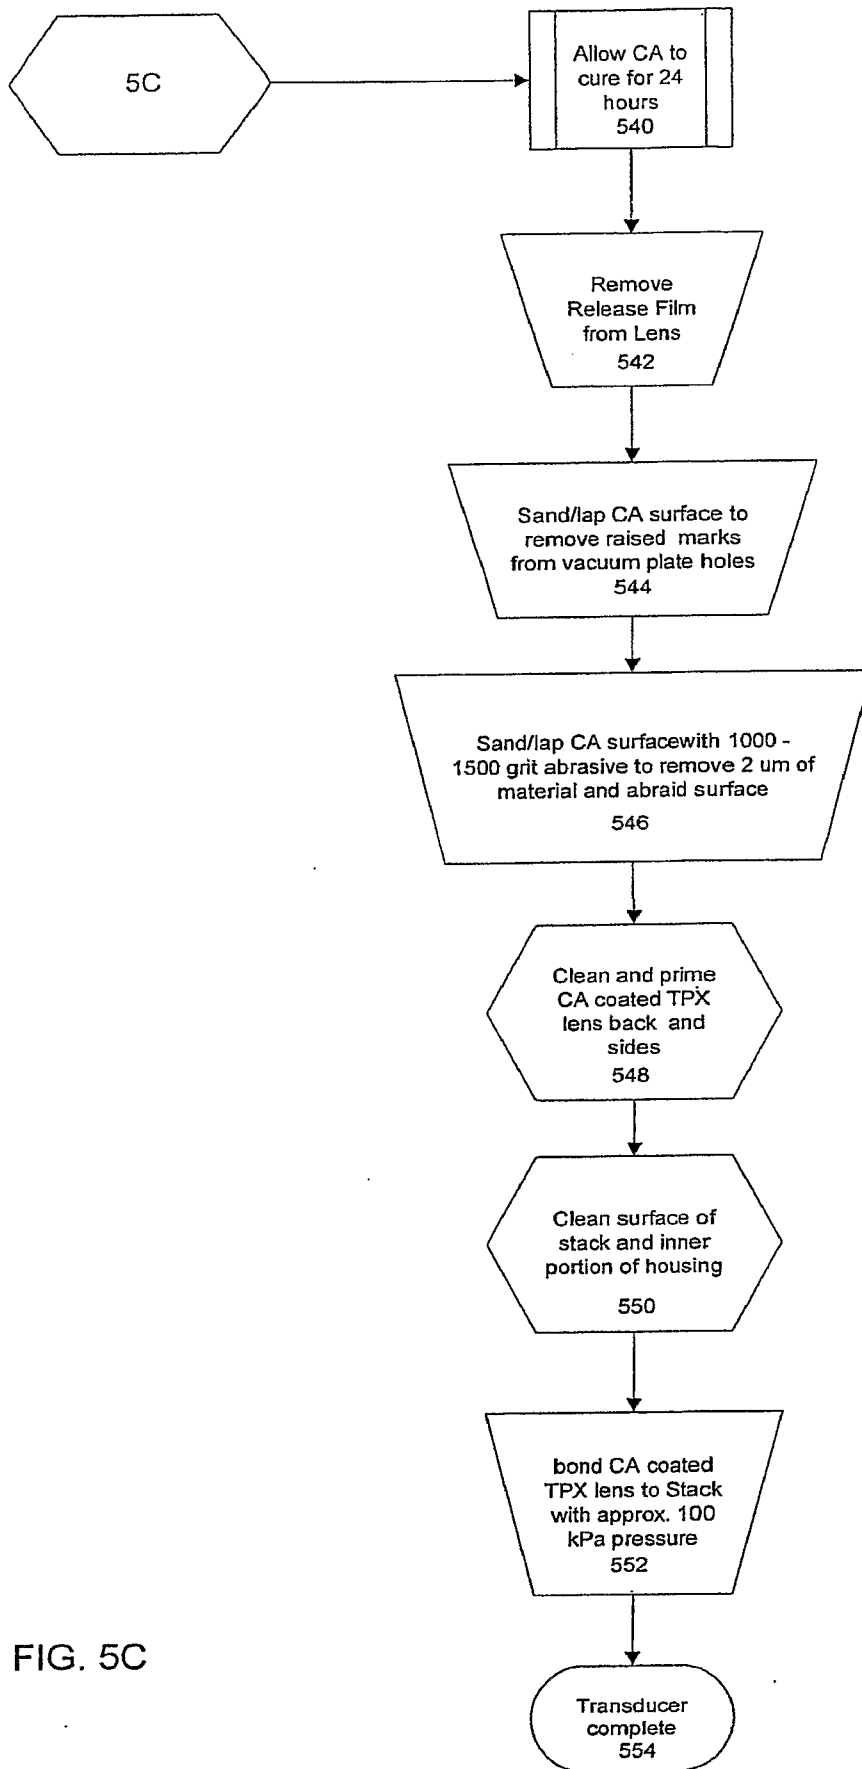 5C
Allow CA to
cure for 24
hours
540
Remove
Release Film
from Lens
542
Sand/lap CA surface to
remove raised marks
from vacuum plate holes
544
Sand/lap CA surfacewith 1000 -
1500 grit abrasive to remove 2 um of
material and abraid surface
546
Clean and prime
CA coated TPX
lens back and
sides
548
Clean surface of
stack and inner
portion of housing
550
bond CA coated
TPX lens to Stack
with approx. 100
kPa pressure
552
FIG. 5C
Transducer
complete
554